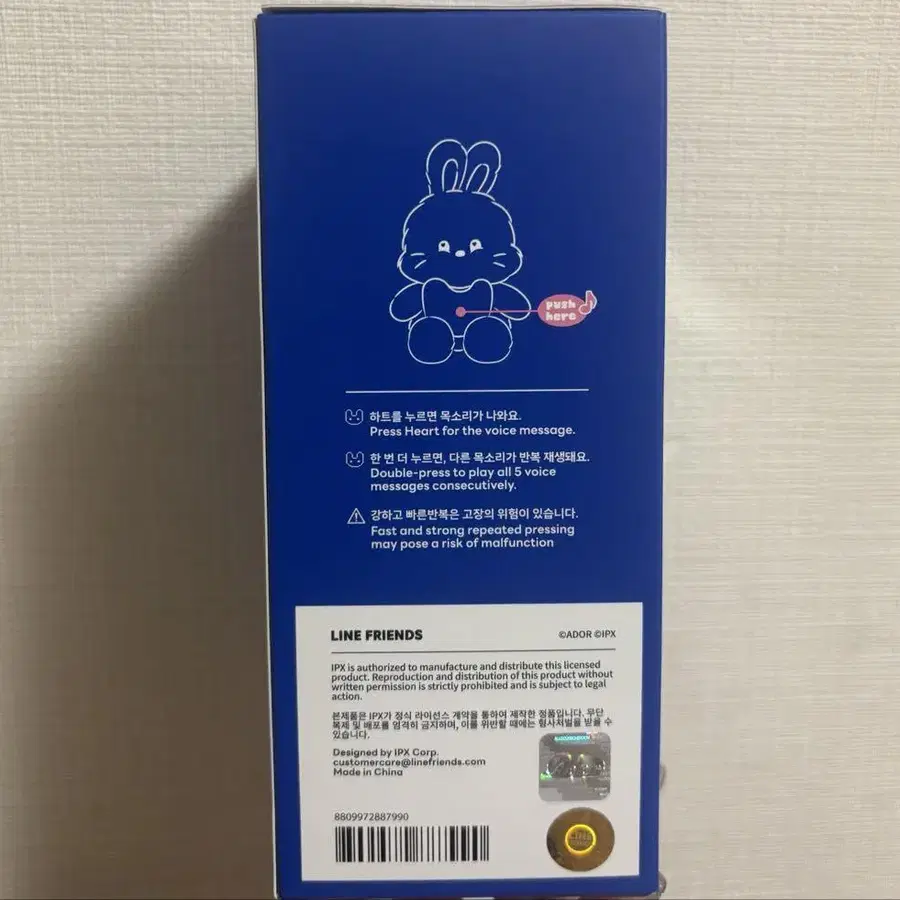 push
here
하트를 누르면 목소리가 나와요.
Press Heart for the voice message.
한 번 더 누르면, 다른 목소리가 반복 재생돼요.
Double-press to play all 5 voice
messages consecutively.
강하고 빠른반복은 고장의 위험이 있습니다.
Fast and strong repeated pressing
may pose a risk of malfunction
LINE FRIENDS
©ADOR ©IPX
IPX is authorized to manufacture and distribute this licensed
product. Reproduction and distribution of this product without
written permission is strictly prohibited and is subject to legal
action.
본제품은 IPX가 정식 라이선스 계약을 통하여 제작한 정품입니다. 무단
복제 및 배포를 엄격히 금지하며, 이를 위반할 때에는 형사처벌을 받을 수
있습니다.
Designed by IPX Corp.
customercare@linefriends.com
Made in China
8809972887990
LINE